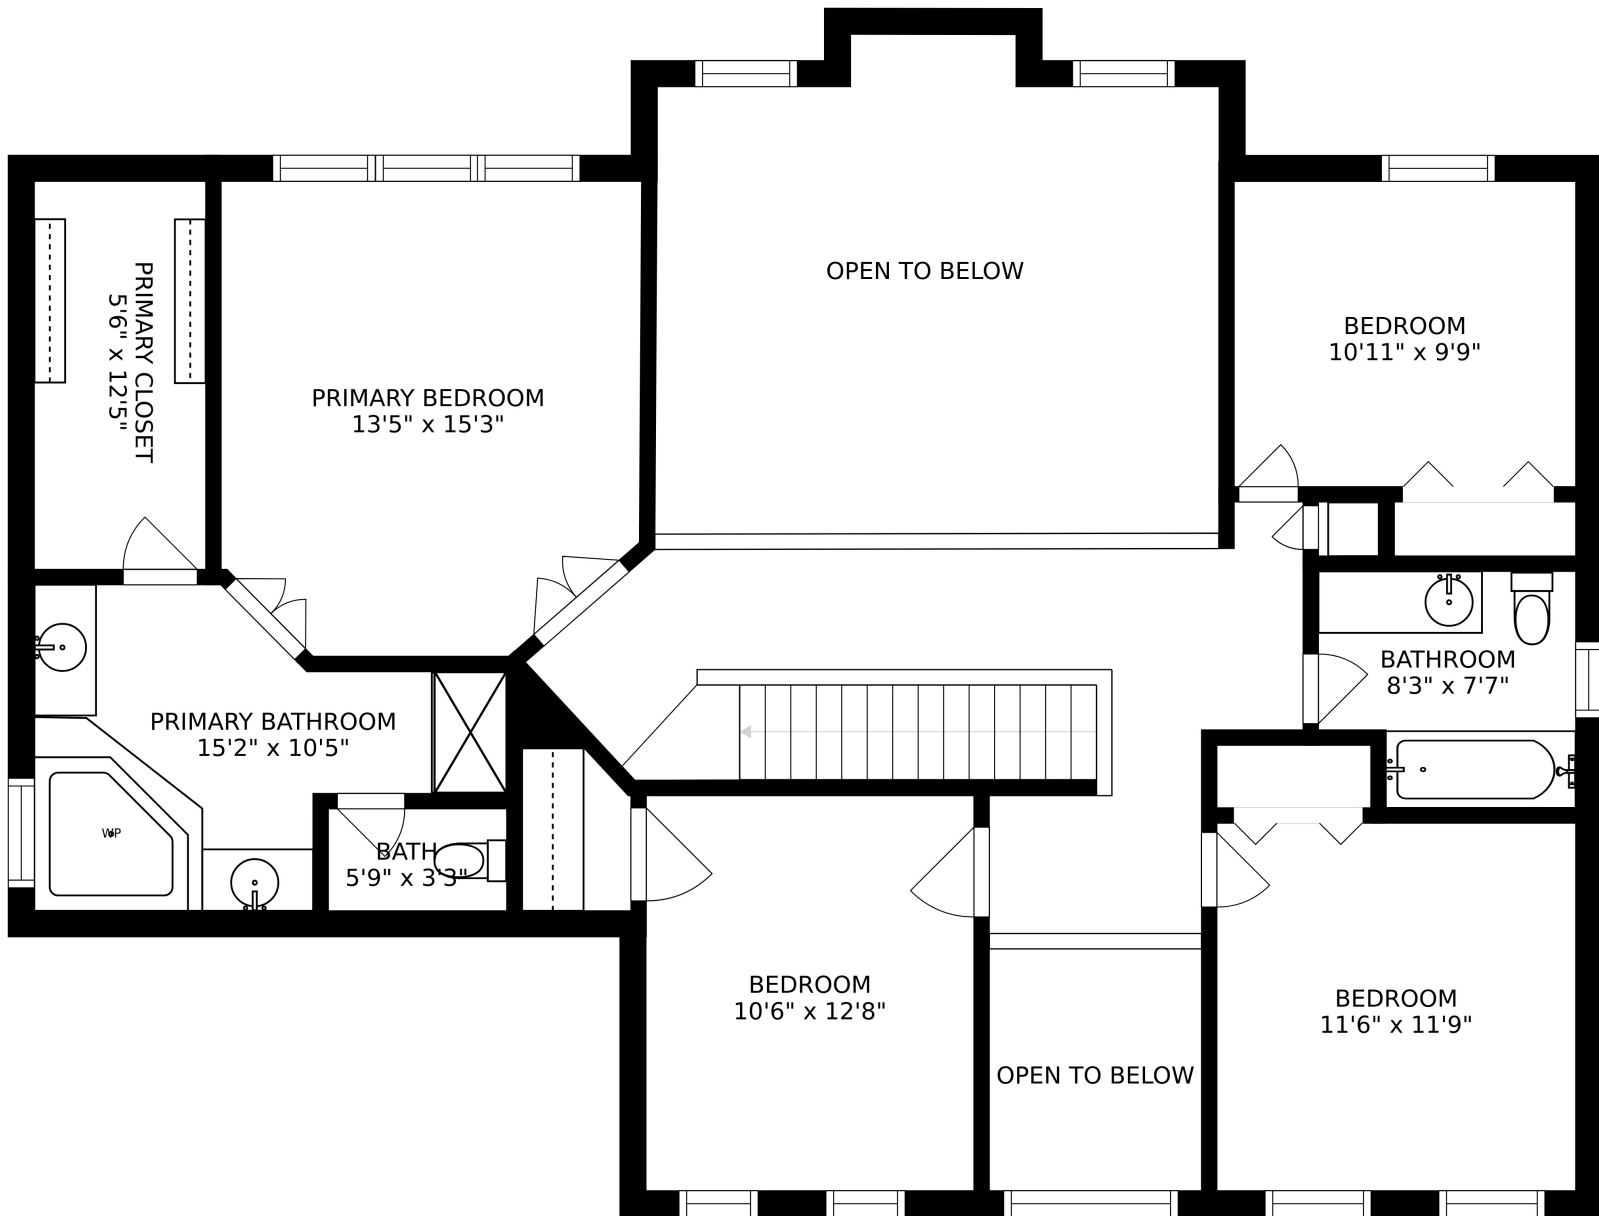 OPEN TO BELOW
BEDROOM
10'11" x 9'9"
PRIMARY CLOSET
5'6" x 12'5"
PRIMARY BEDROOM
13'5" x 15'3"
BATHROOM
8'3" x 7'7"
PRIMARY BATHROOM
15'2" x 10'5"
WP
BATH
5'9" x 3'3"
BEDROOM
10'6" x 12'8"
BEDROOM
11'6" x 11'9"
OPEN TO BELOW